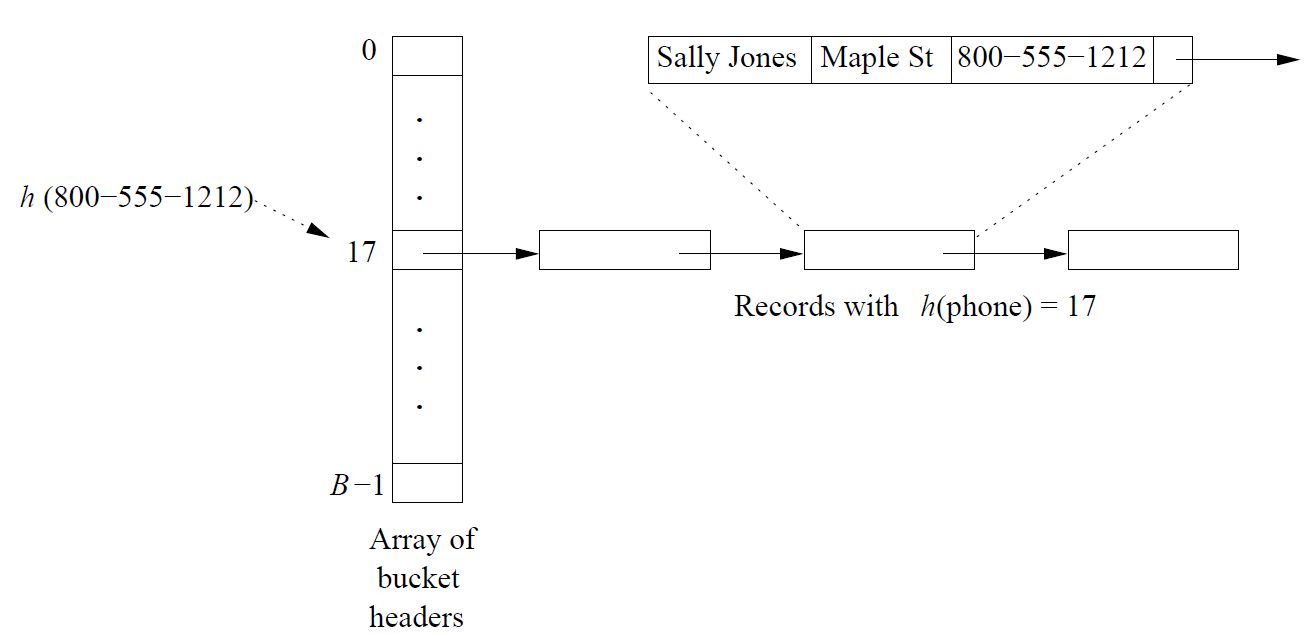 0
Sally Jones Maple St 800−555−1212
h (800−555−1212)
17
Records with h(phone) = 17
B−1
Array of
bucket
headers